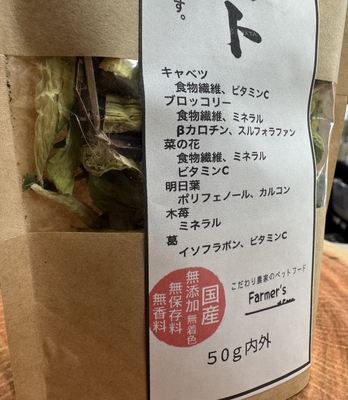 ト
す。
キャベツ
食物繊維、ビタミンC
ブロッコリー
食物繊維、ミネラル
βカロチン、スルフォラファン
菜の花
食物繊維、ミネラル
ビタミンC
明日葉
ポリフェノール、カルコン
木苺
ミネラル
葛
イソフラボン、ビタミンC
国産
無添加 無着色
無保存料
無香料
こだわり農家のペットフード
Farmer's
50g内外